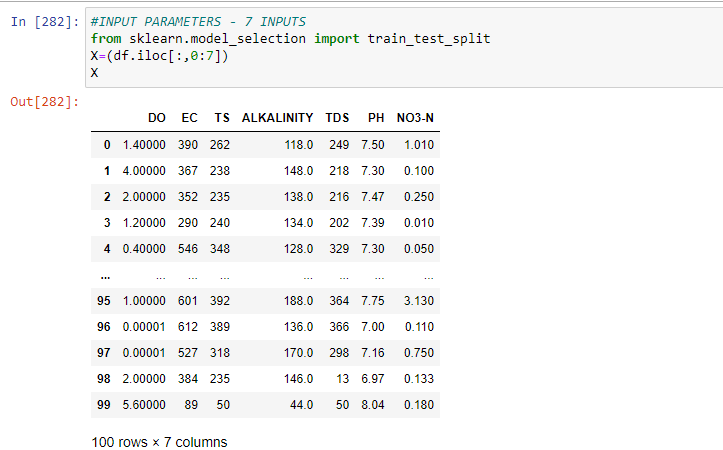 In [282]: #INPUT PARAMETERS - 7 INPUTS
from sklearn.model_selection import train_test_split
X=(df.iloc[:,0:7])
X
Out[282]:
DO EC TS ALKALINITY TDS PH NO3-N
0 1.40000 390 262 118.0 249 7.50 1.010
1 4.00000 367 238 148.0 218 7.30 0.100
2 2.00000 352 235 138.0 216 7.47 0.250
3 1.20000 290 240 134.0 202 7.39 0.010
4 0.40000 546 348 128.0 329 7.30 0.050
... ... ... ... ... ... ... ...
95 1.00000 601 392 188.0 364 7.75 3.130
96 0.00001 612 389 136.0 366 7.00 0.110
97 0.00001 527 318 170.0 298 7.16 0.750
98 2.00000 384 235 146.0 13 6.97 0.133
99 5.60000 89 50 44.0 50 8.04 0.180
100 rows × 7 columns